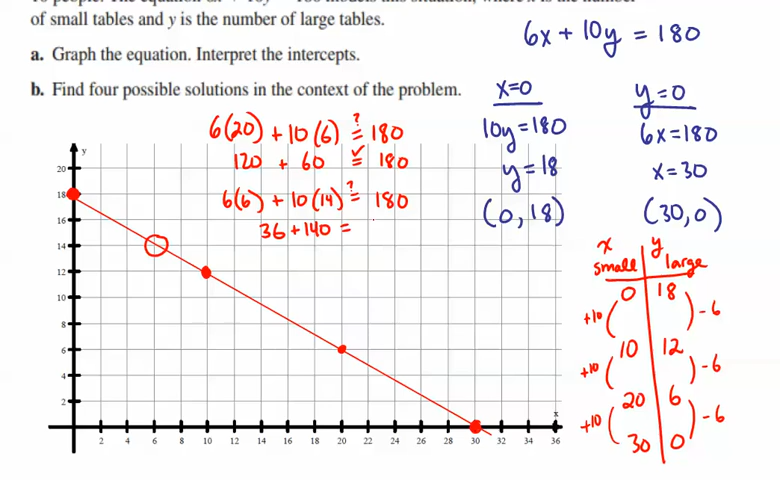 of small tables and y is the number of large tables.
a. Graph the equation. Interpret the intercepts.
b. Find four possible solutions in the context of the problem.
6x + 10y = 180
x=0
10y=180
y=18
(0, 18)
y=0
6x=180
x=30
(30, 0)
6(20) + 10(6) ≟ 180
120 + 60 ≟ 180 ✓
6(6) + 10(14) ≟ 180
36+140 =
x y
small large
0 18
+10 ( ) -6
10 12
+10 ( ) -6
20 6
+10 ( ) -6
30 0
y
20
18
16
14
12
10
8
6
4
2
x
2 4 6 8 10 12 14 16 18 20 22 24 26 28 30 32 34 36